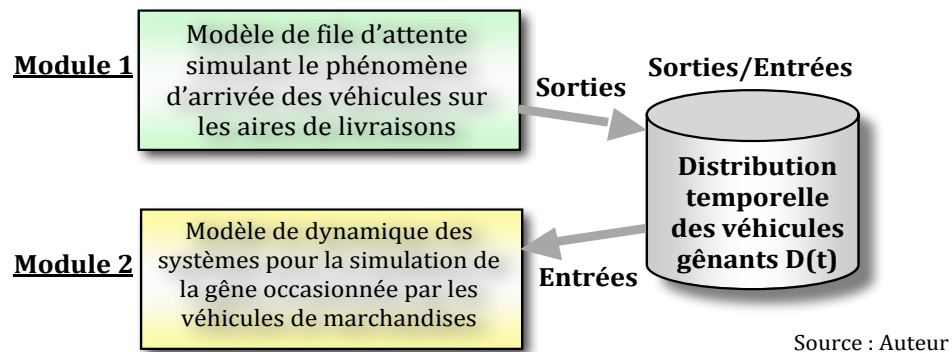 Module 1
Modèle de file d’attente
simulant le phénomène
d’arrivée des véhicules sur
les aires de livraisons
Sorties
Sorties/Entrées
Distribution
temporelle
des véhicules
gênants D(t)
Module 2
Modèle de dynamique des
systèmes pour la simulation de
la gêne occasionnée par les
véhicules de marchandises
Entrées
Source : Auteur